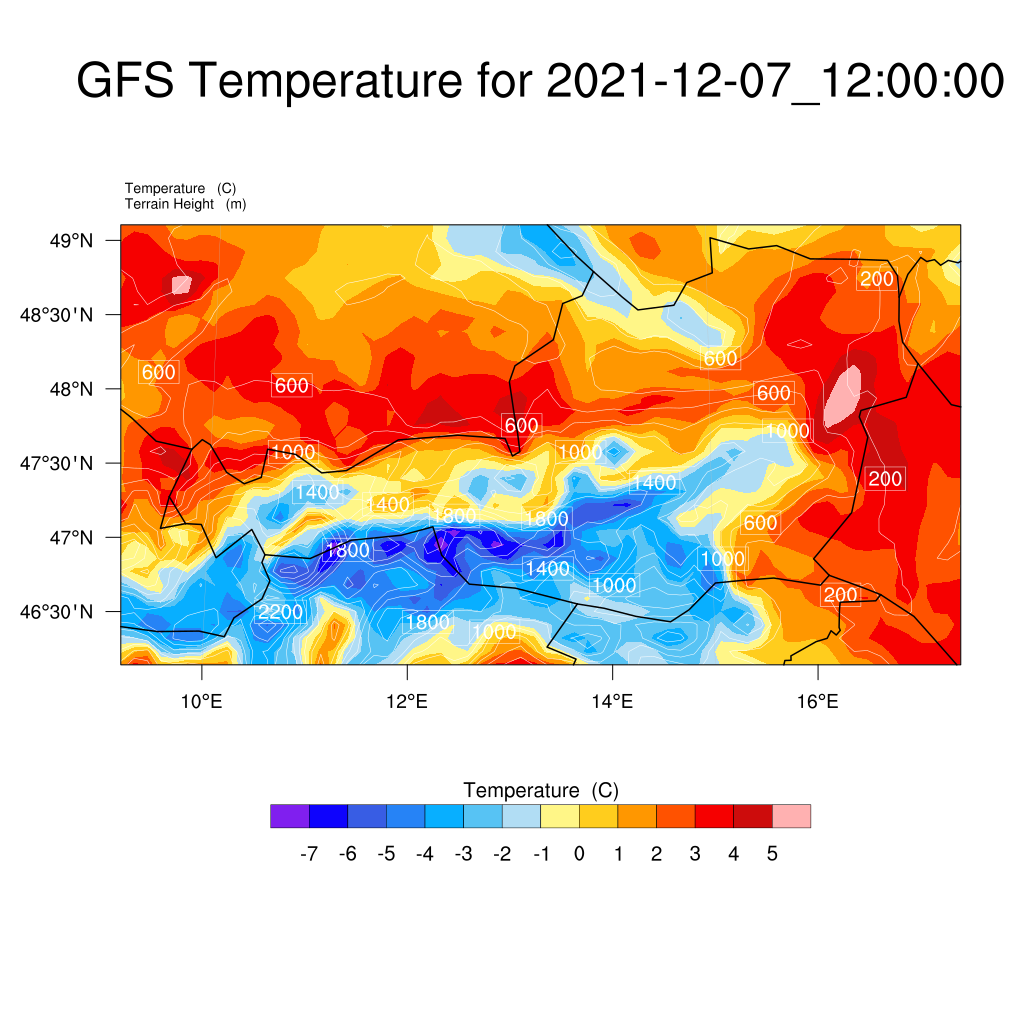 GFS Temperature for 2021-12-07_12:00:00
Temperature (C)
Terrain Height (m)
49°N
48°30'N
48°N
47°30'N
47°N
46°30'N
200
600
600
600
600
600
1000
1000
1000
1400
1400
1400
200
1800
1800
600
1800
1400
1000
1000
200
2200
1800
1000
10°E 12°E 14°E 16°E
Temperature (C)
-7 -6 -5 -4 -3 -2 -1 0 1 2 3 4 5